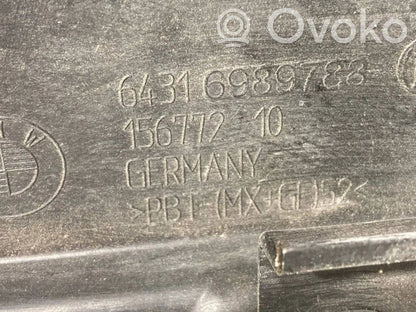 Ovoko
6431 6989788
156772 10
GERMANY
>PBT-(MX+GF)52<